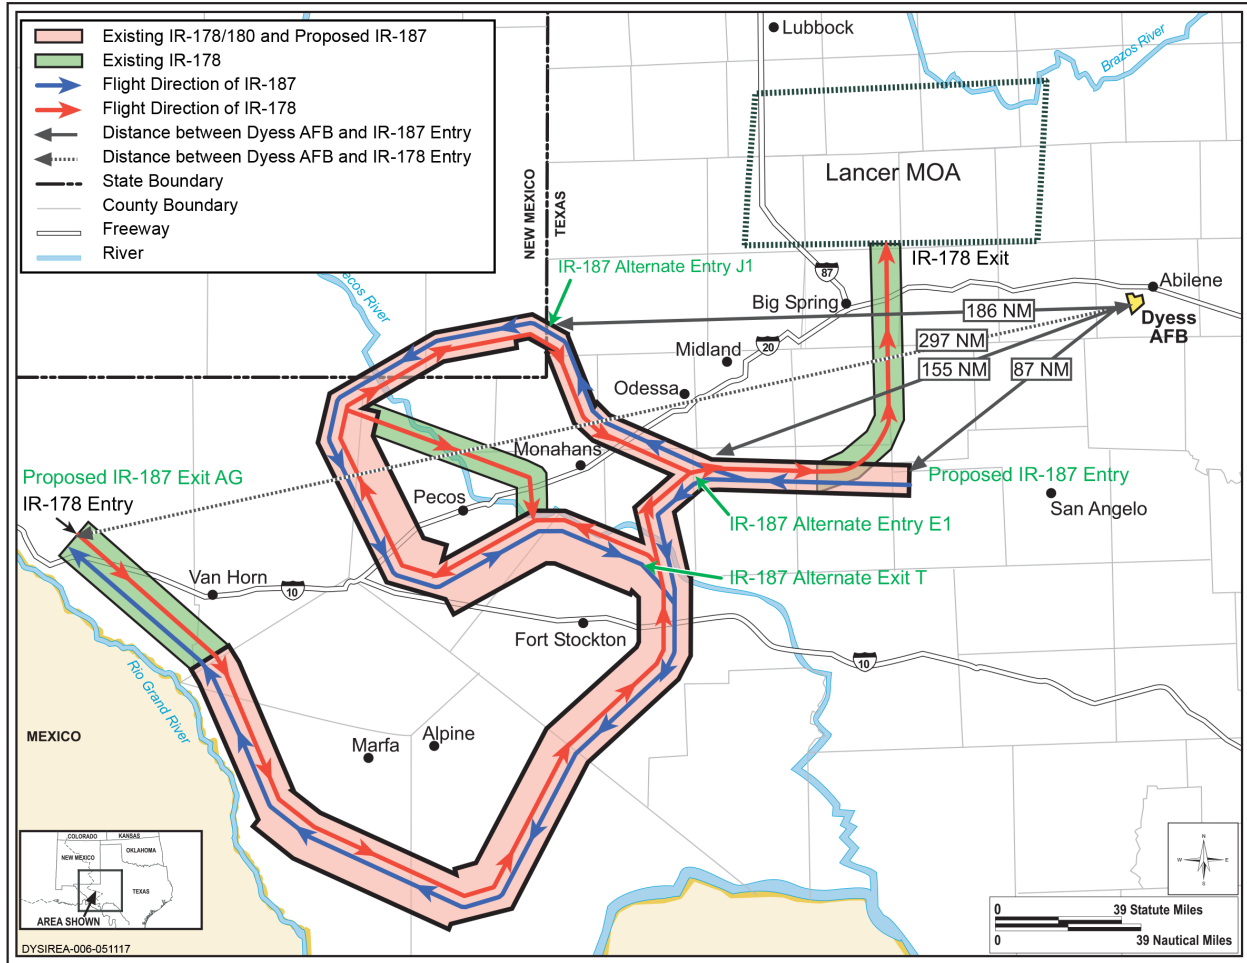 Existing IR-178/180 and Proposed IR-187
Existing IR-178
Flight Direction of IR-187
Flight Direction of IR-178
Distance between Dyess AFB and IR-187 Entry
Distance between Dyess AFB and IR-178 Entry
State Boundary
County Boundary
Freeway
River
Lubbock
Brazos River
Lancer MOA
NEW MEXICO
TEXAS
IR-187 Alternate Entry J1
IR-178 Exit
87
Abilene
Big Spring
186 NM
Dyess
AFB
ecos River
20
297 NM
Midland
155 NM
87 NM
Odessa
Monahans
Proposed IR-187 Exit AG
IR-178 Entry
Pecos
Proposed IR-187 Entry
San Angelo
IR-187 Alternate Entry E1
Van Horn
10
IR-187 Alternate Exit T
Fort Stockton
10
Rio Grand River
MEXICO
Marfa
Alpine
COLORADO
KANSAS
NEW MEXICO
OKLAHOMA
TEXAS
AREA SHOWN
DYSIREA-006-051117
N
W
E
S
0
39 Statute Miles
0
39 Nautical Miles